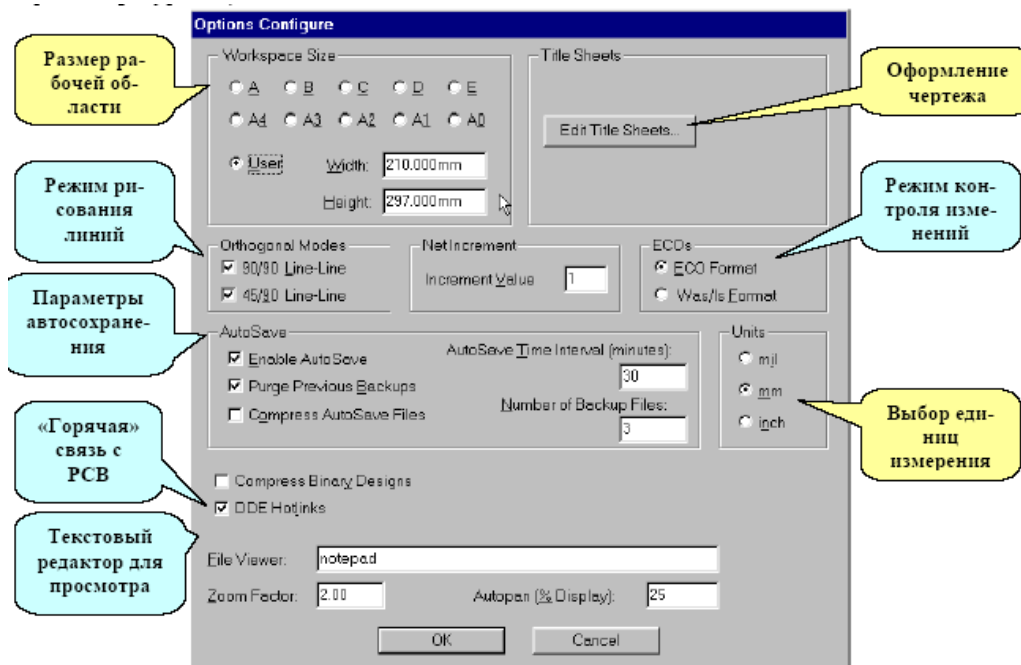 Options Configure
Размер ра-
бочей об-
ласти
Workspace Size
A B C D E
A4 A3 A2 A1 A0
User Width: 210.000mm
Height: 297.000mm
Title Sheets
Edit Title Sheets...
Оформление
чертежа
Режим ри-
сования
линий
Orthogonal Modes
90/90 Line-Line
45/90 Line-Line
NetIncrement
Increment Value 1
ECOs
ECO Format
Was/Is Format
Режим кон-
троля изме-
нений
Параметры
автосохране-
ния
AutoSave
Enable AutoSave
Purge Previous Backups
Compress AutoSave Files
AutoSave Time Interval (minutes):
30
Number of Backup Files:
3
Units
mil
mm
inch
Выбор еди-
ниц
измерения
«Горячая»
связь с
PCB
Compress Binary Designs
DDE Hotlinks
Текстовый
редактор для
просмотра
File Viewer: notepad
Zoom Factor: 2.00 Autopan (% Display): 25
OK Cancel